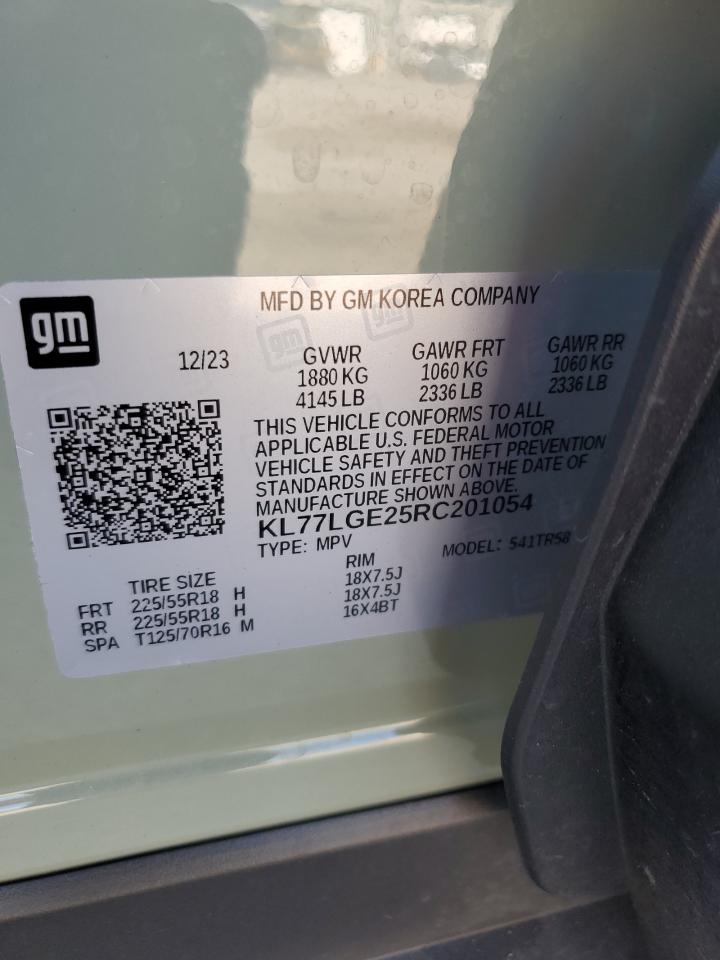 gm
MFD BY GM KOREA COMPANY
12/23
GVWR
1880 KG
4145 LB
GAWR FRT
1060 KG
2336 LB
GAWR RR
1060 KG
2336 LB
THIS VEHICLE CONFORMS TO ALL
APPLICABLE U.S. FEDERAL MOTOR
VEHICLE SAFETY AND THEFT PREVENTION
STANDARDS IN EFFECT ON THE DATE OF
MANUFACTURE SHOWN ABOVE.
KL77LGE25RC201054
TYPE: MPV MODEL: 541TR58
TIRE SIZE RIM
FRT 225/55R18 H 18X7.5J
RR 225/55R18 H 18X7.5J
SPA T125/70R16 M 16X4BT